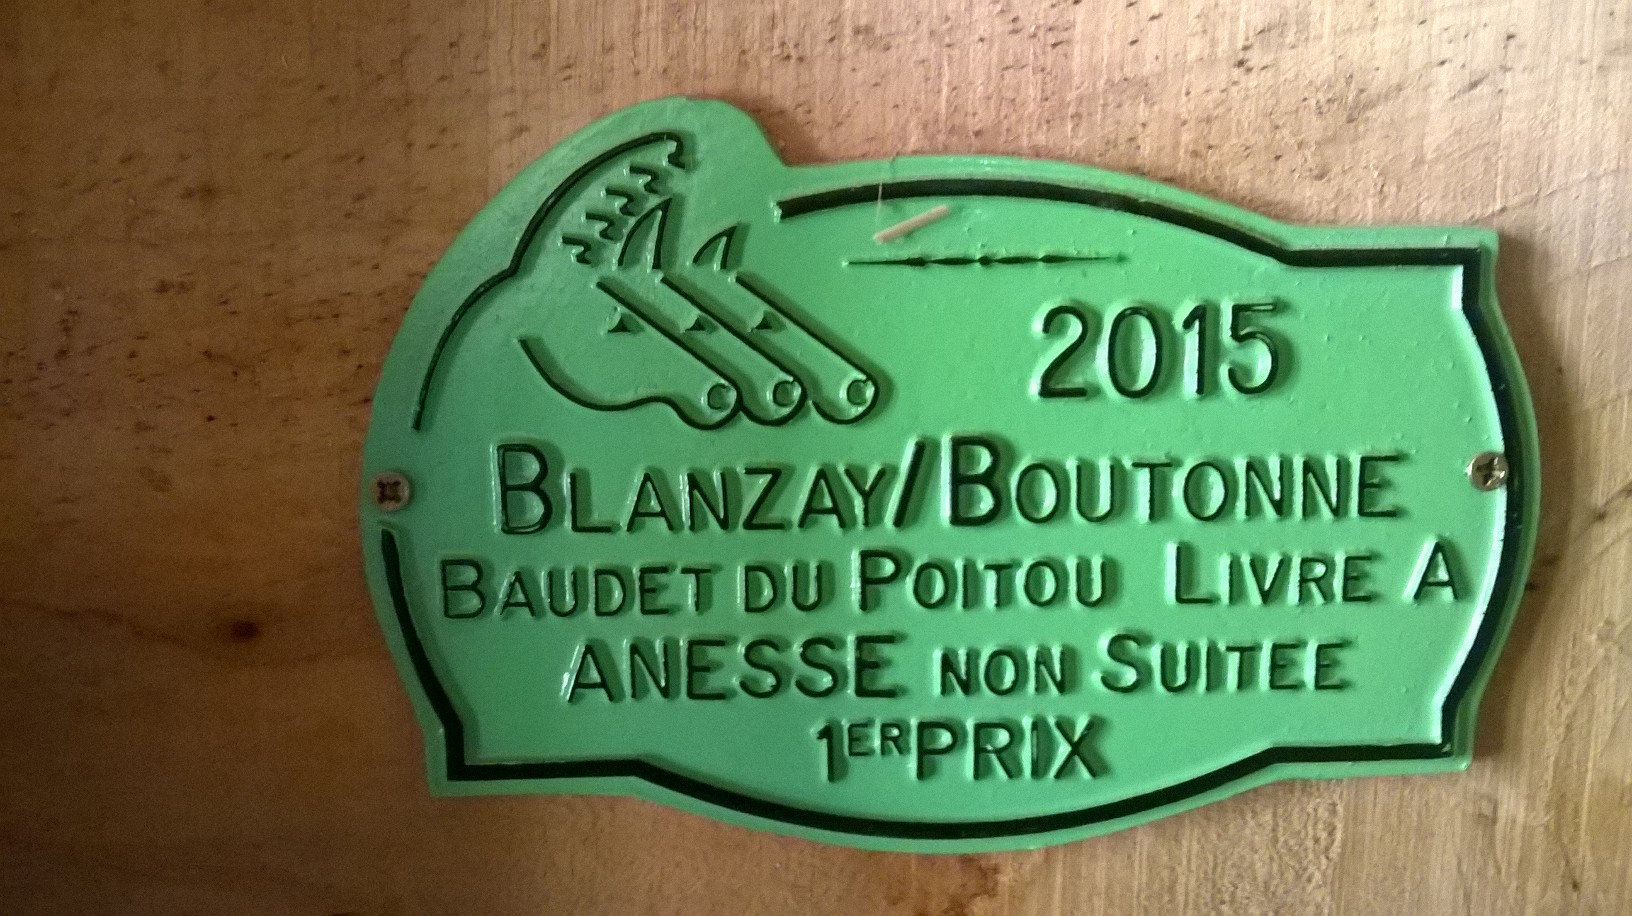 2015
BLANZAY/BOUTONNE
BAUDET DU POITOU LIVRE A
ANESSE NON SUITEE
1ER PRIX